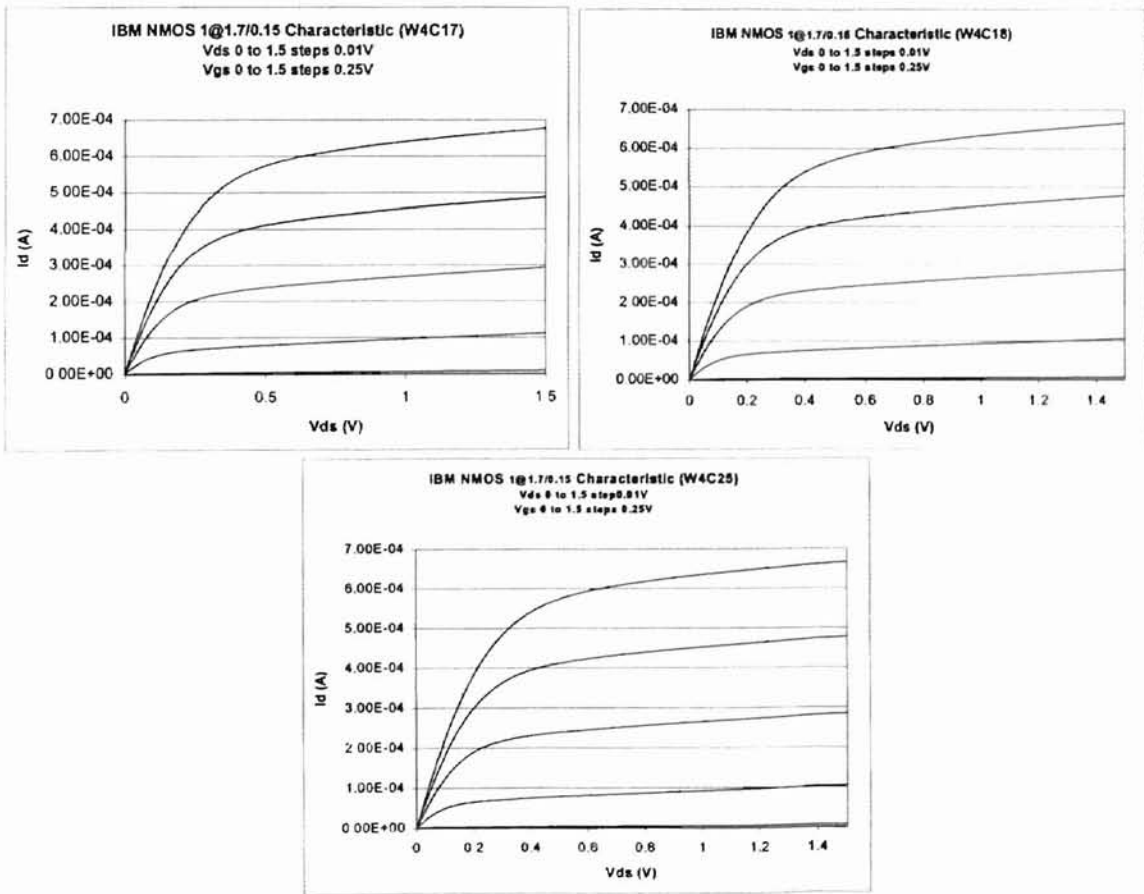 IBM NMOS 1@1.7/0.15 Characteristic (W4C17)
Vds 0 to 1.5 steps 0.01V
Vgs 0 to 1.5 steps 0.25V
7.00E-04
6.00E-04
5.00E-04
4.00E-04
3.00E-04
2.00E-04
1.00E-04
0 00E+00
Id (A)
0
0.5
1
1 5
Vds (V)
IBM NMOS 1@1.7/0.15 Characteristic (W4C18)
Vds 0 to 1.5 steps 0.01V
Vgs 0 to 1.5 steps 0.25V
7.00E-04
6.00E-04
5.00E-04
4.00E-04
3.00E-04
2.00E-04
1.00E-04
0.00E+00
Id (A)
0
0.2
0.4
0.6
0.8
1
1.2
1.4
Vds (V)
IBM NMOS 1@1.7/0.15 Characteristic (W4C25)
Vds 0 to 1.5 step0.01V
Vgs 0 to 1.5 steps 0.25V
7.00E-04
6.00E-04
5.00E-04
4.00E-04
3.00E-04
2.00E-04
1.00E-04
0 00E+00
Id (A)
0
0.2
0.4
0.6
0.8
1
1.2
1.4
Vds (V)